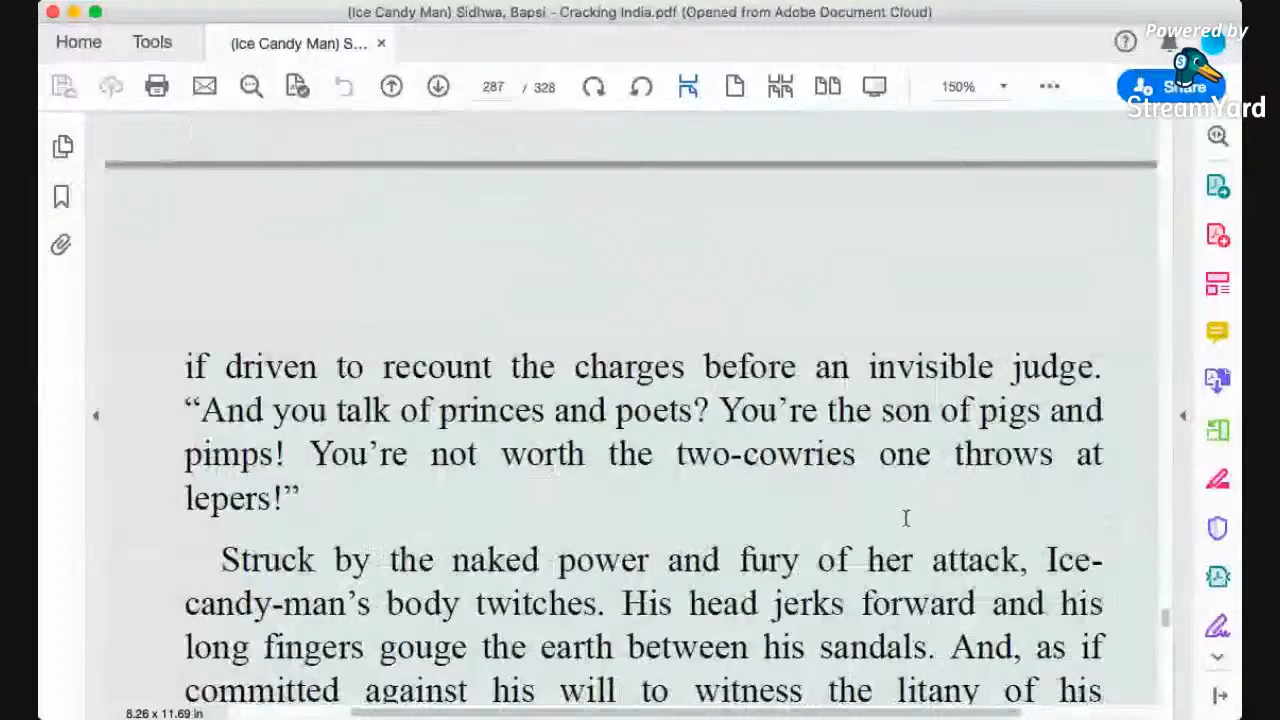 (Ice Candy Man) Sidhwa, Bapsi - Cracking India.pdf (Opened from Adobe Document Cloud)
Home Tools (Ice Candy Man) S... ×
Powered by
287 / 328 150% Share
StreamYard
if driven to recount the charges before an invisible judge.
“And you talk of princes and poets? You’re the son of pigs and
pimps! You’re not worth the two-cowries one throws at
lepers!”
Struck by the naked power and fury of her attack, Ice-
candy-man’s body twitches. His head jerks forward and his
long fingers gouge the earth between his sandals. And, as if
committed against his will to witness the litany of his
8.26 x 11.69 in